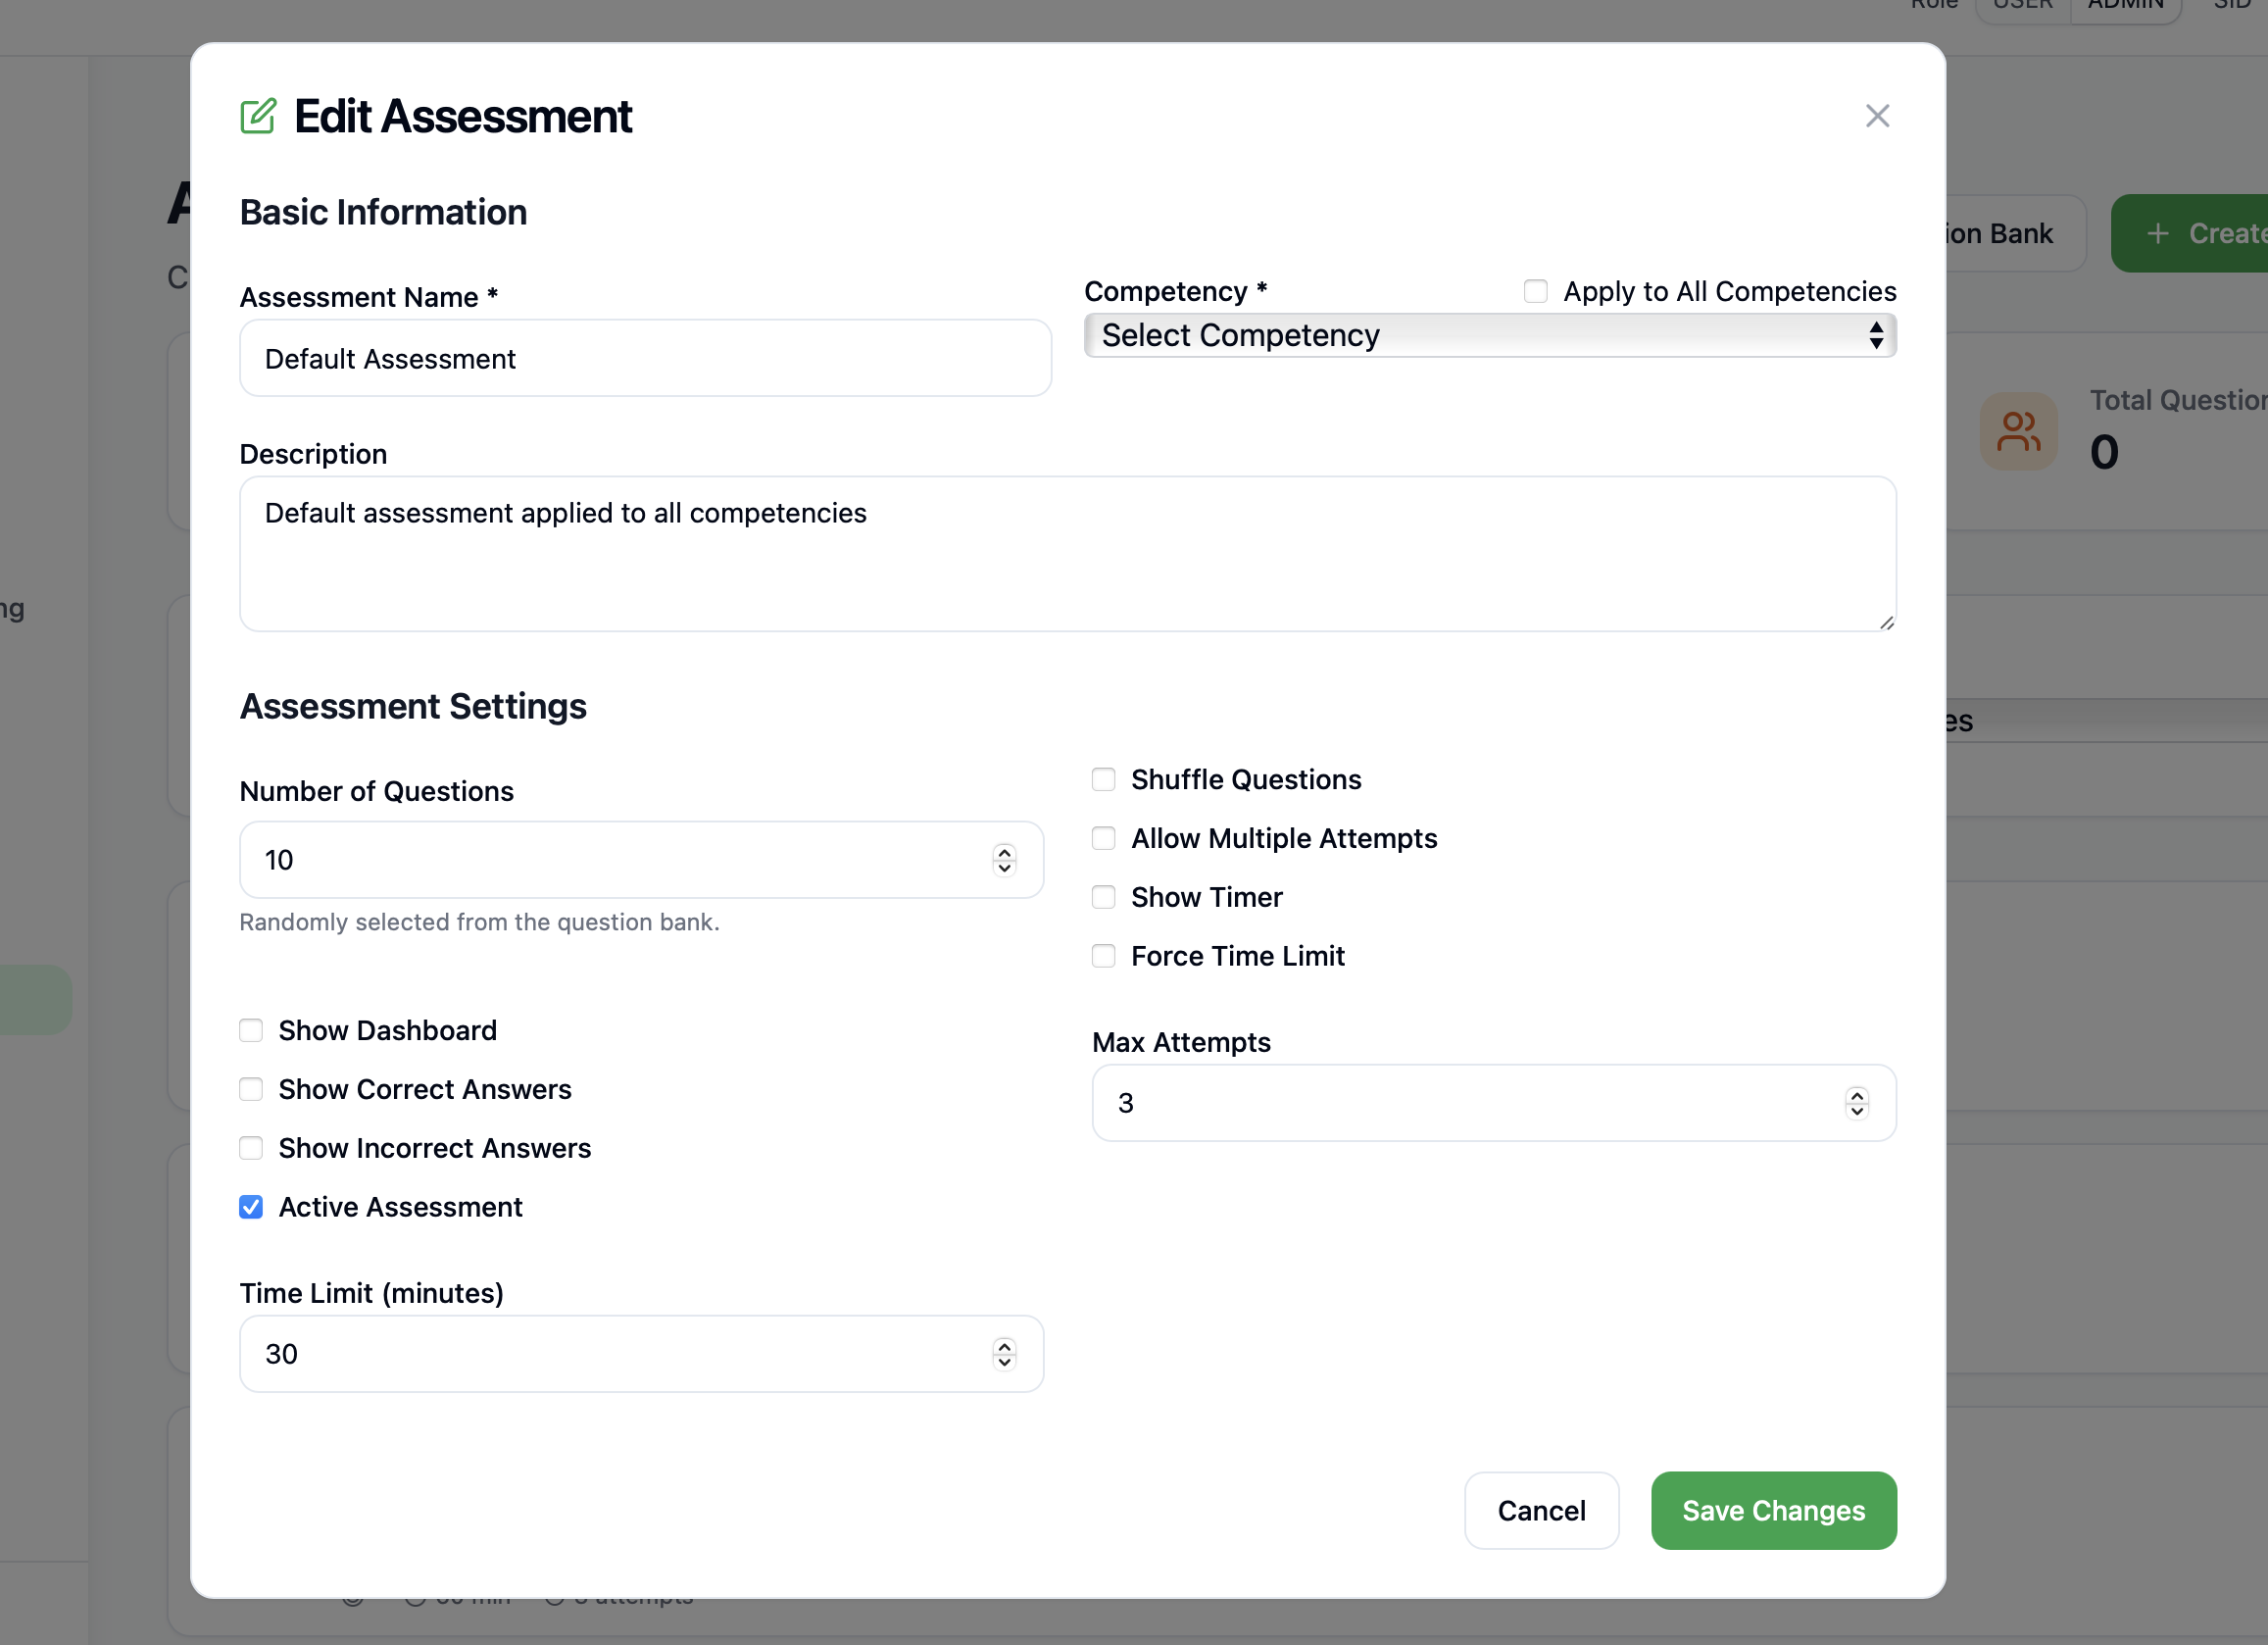 Role USER ADMIN SID
Edit Assessment
Basic Information
ion Bank
+ Create
Assessment Name *
Competency *
Apply to All Competencies
Default Assessment
Select Competency
Total Question
0
Description
Default assessment applied to all competencies
ng
Assessment Settings
es
Number of Questions
10
Randomly selected from the question bank.
Shuffle Questions
Allow Multiple Attempts
Show Timer
Force Time Limit
Show Dashboard
Show Correct Answers
Show Incorrect Answers
Active Assessment
Max Attempts
3
Time Limit (minutes)
30
Cancel
Save Changes